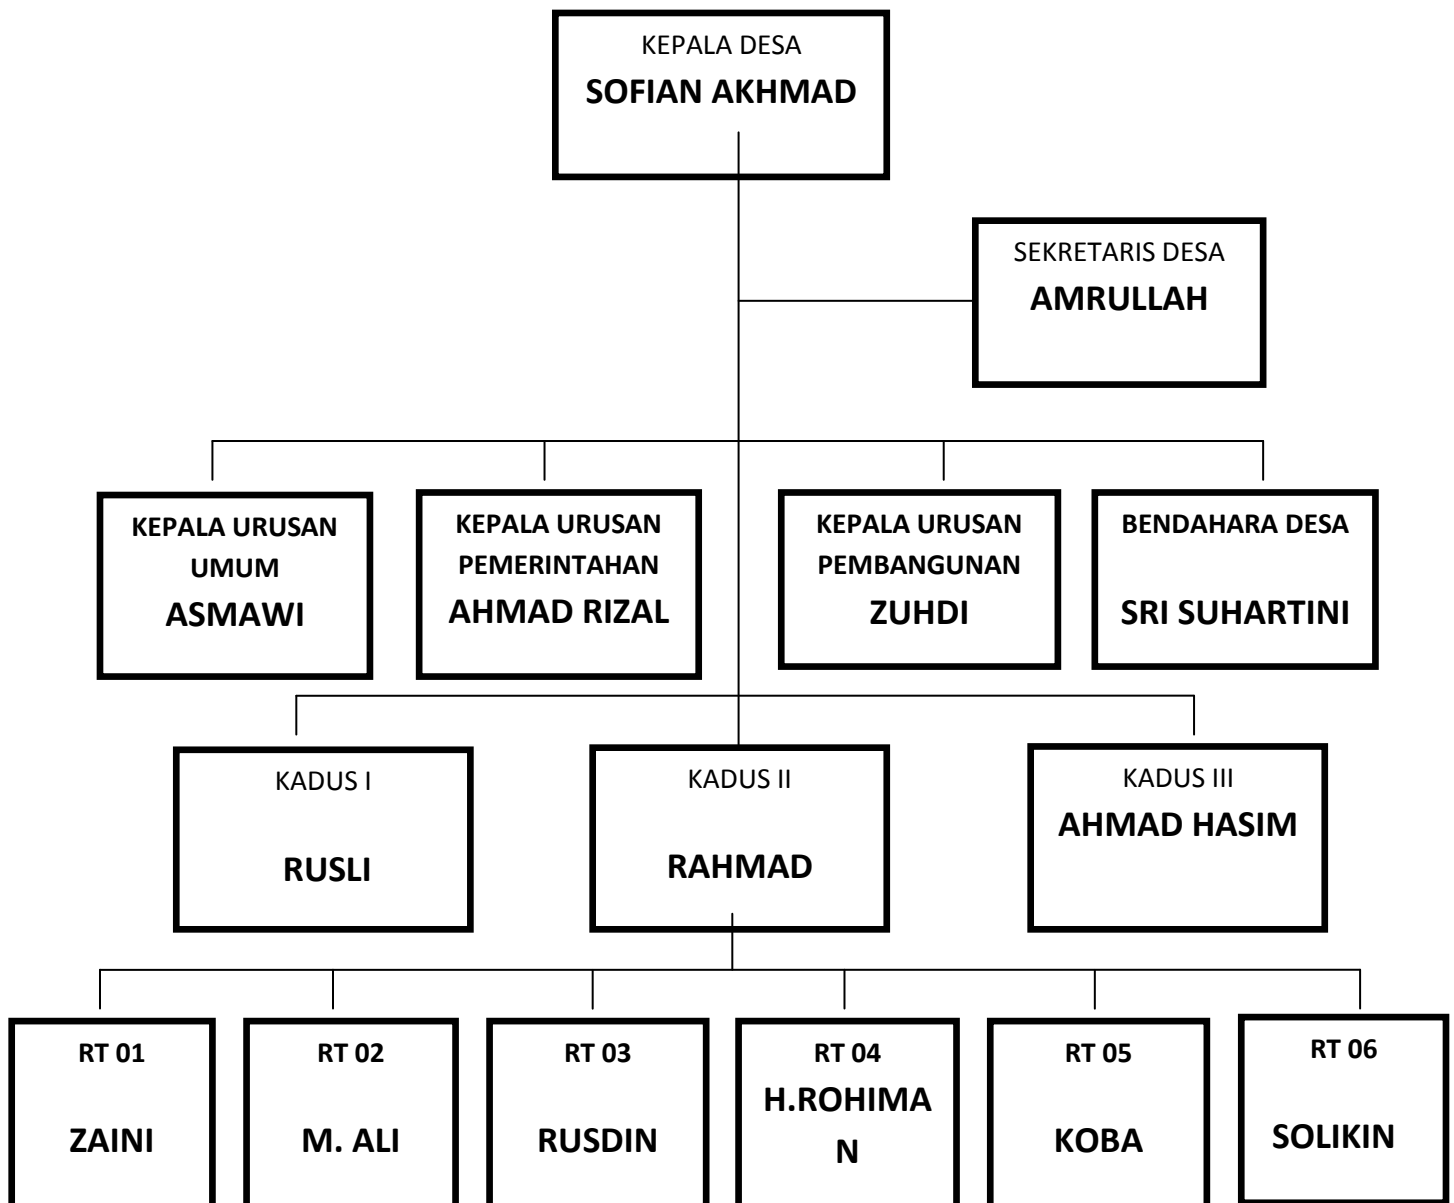 KEPALA DESA
SOFIAN AKHMAD
SEKRETARIS DESA
AMRULLAH
KEPALA URUSAN
UMUM
ASMAWI
KEPALA URUSAN
PEMERINTAHAN
AHMAD RIZAL
KEPALA URUSAN
PEMBANGUNAN
ZUHDI
BENDAHARA DESA
SRI SUHARTINI
KADUS I
RUSLI
KADUS II
RAHMAD
KADUS III
AHMAD HASIM
RT 01
ZAINI
RT 02
M. ALI
RT 03
RUSDIN
RT 04
H.ROHIMA
N
RT 05
KOBA
RT 06
SOLIKIN